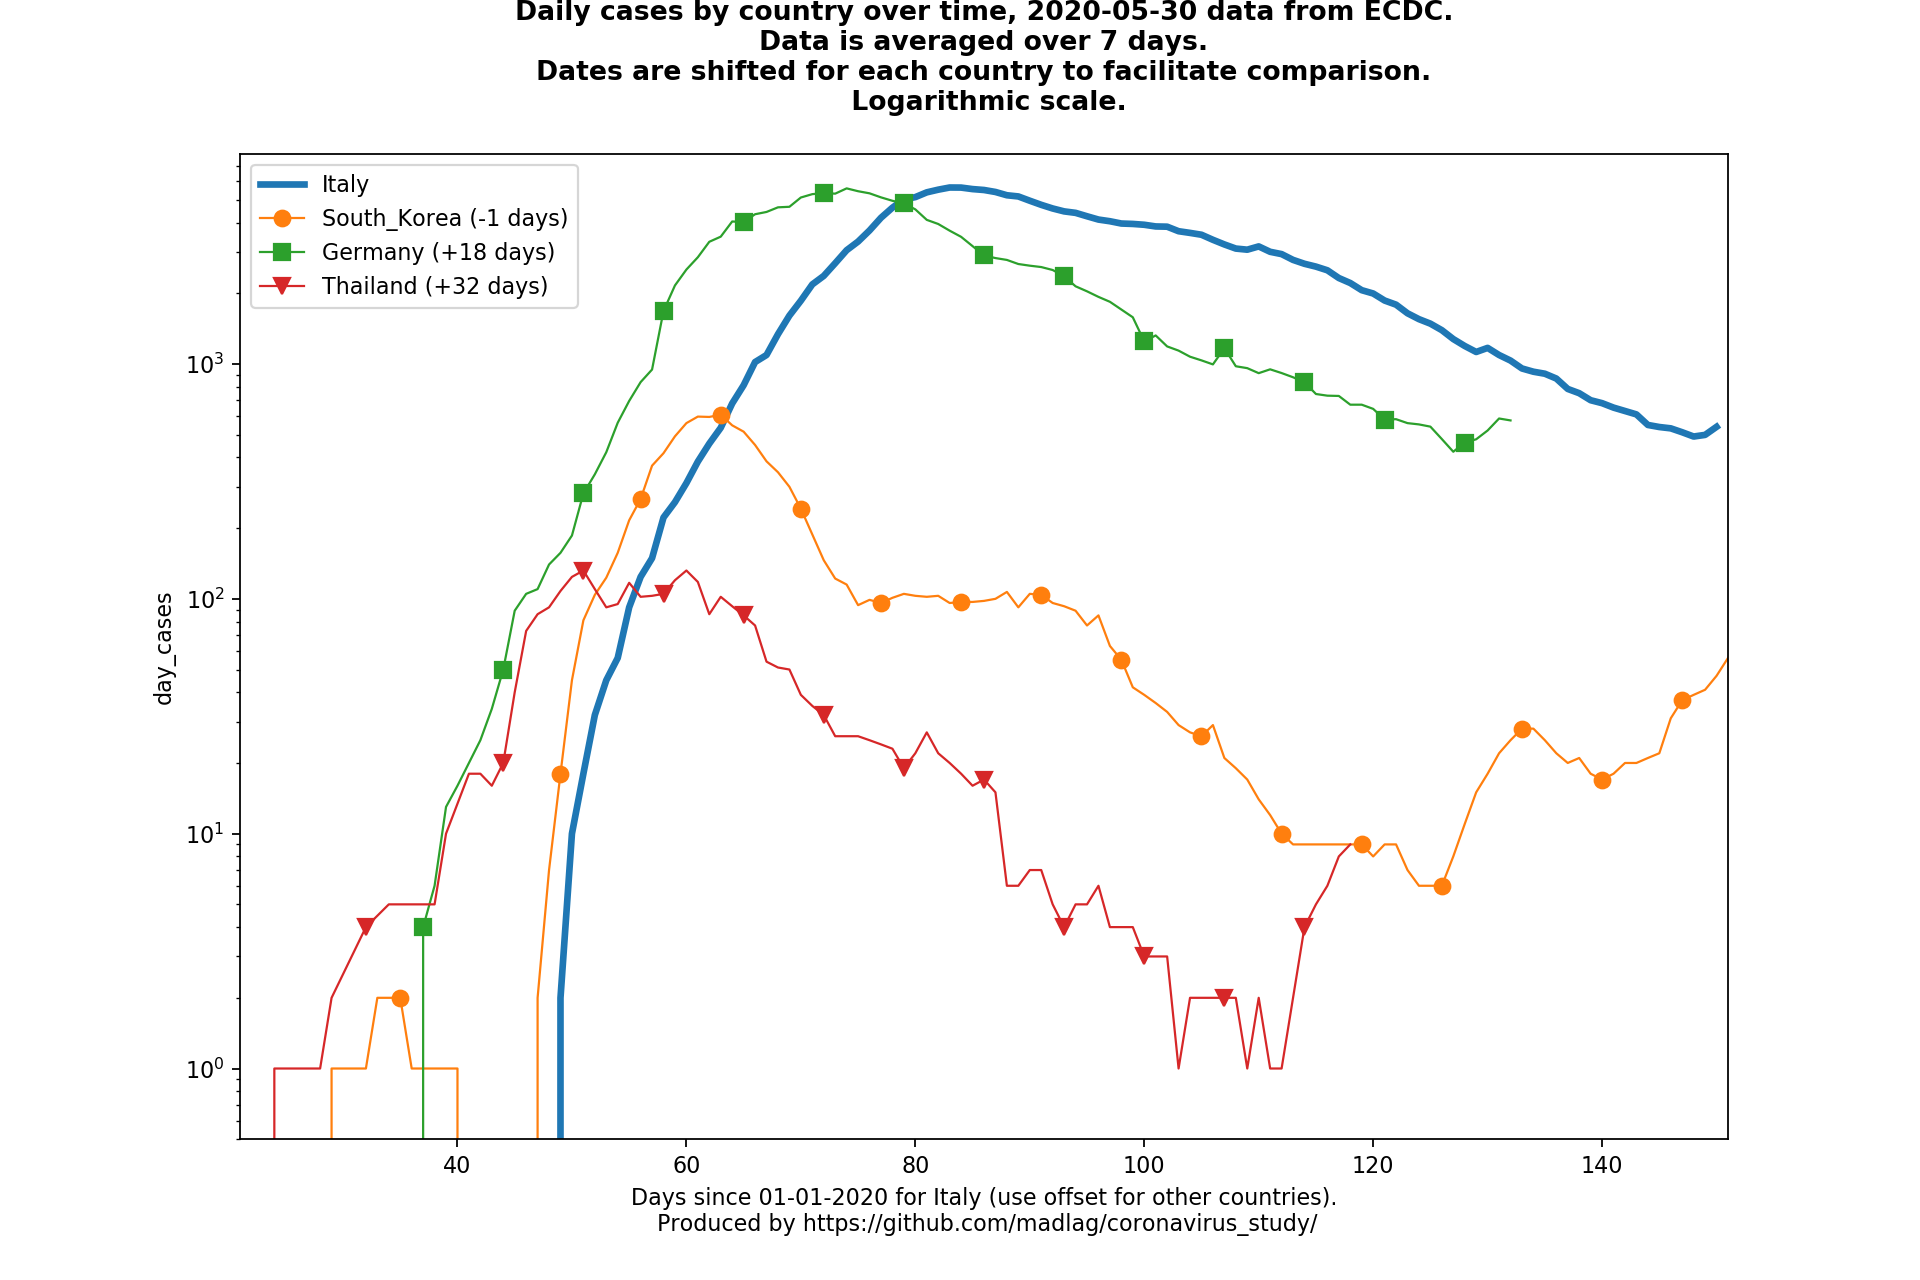 Daily cases by country over time, 2020-05-30 data from ECDC.
Data is averaged over 7 days.
Dates are shifted for each country to facilitate comparison.
Logarithmic scale.
Italy
South_Korea (-1 days)
Germany (+18 days)
Thailand (+32 days)
10³
10²
10¹
10⁰
day_cases
40 60 80 100 120 140
Days since 01-01-2020 for Italy (use offset for other countries).
Produced by https://github.com/madlag/coronavirus_study/